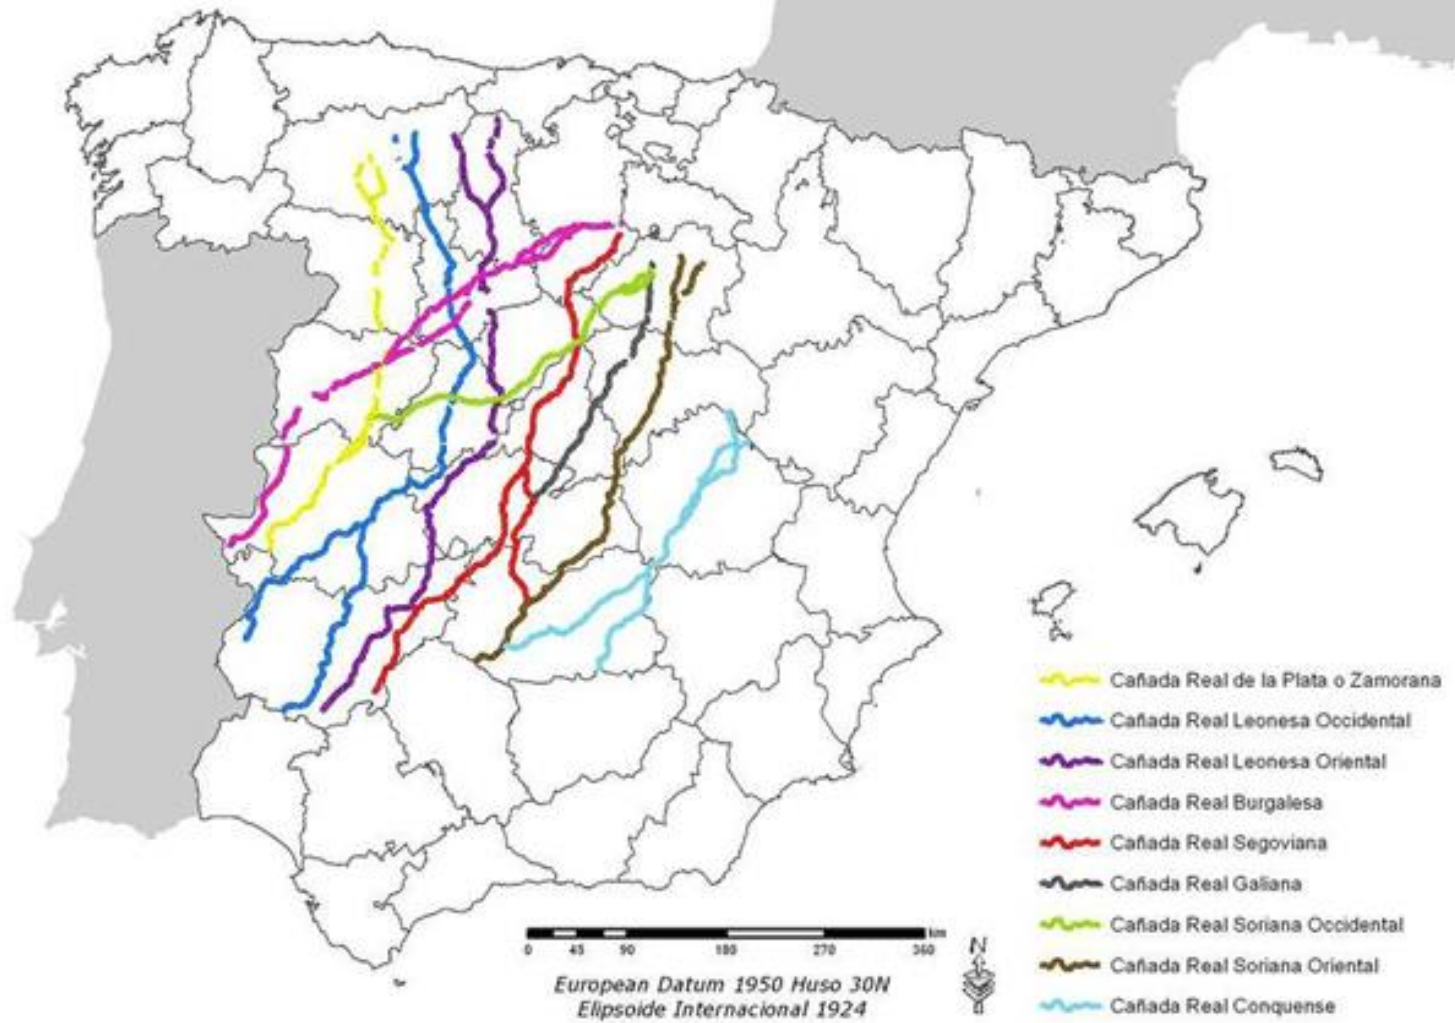 Cañada Real de la Plata o Zamorana
Cañada Real Leonesa Occidental
Cañada Real Leonesa Oriental
Cañada Real Burgalesa
Cañada Real Segoviana
Cañada Real Galiana
Cañada Real Soriana Occidental
Cañada Real Soriana Oriental
Cañada Real Conquense
km
0 45 90 180 270 360
N
European Datum 1950 Huso 30N
Elipsoide Internacional 1924